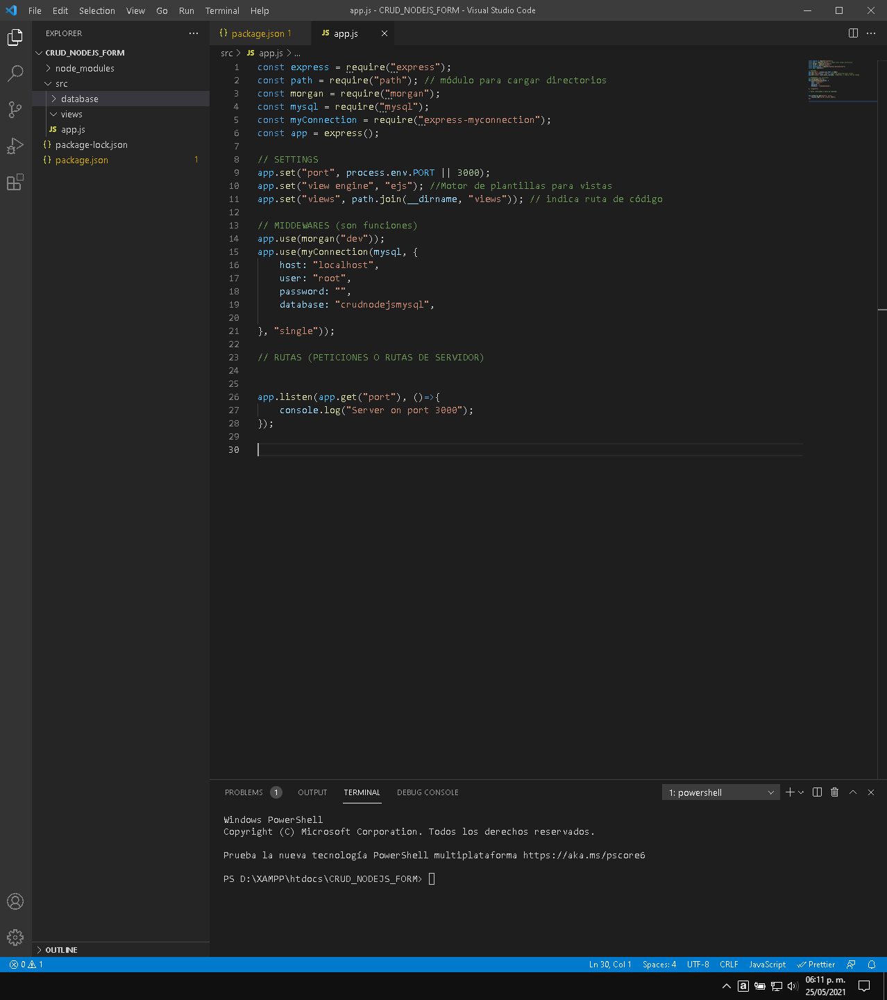 File Edit Selection View Go Run Terminal Help
app.js - CRUD_NODEJS_FORM - Visual Studio Code
EXPLORER
CRUD_NODEJS_FORM
node_modules
src
database
views
JS app.js
{} package-lock.json
{} package.json 1
OUTLINE
{} package.json 1
JS app.js
src > JS app.js > ...
1 const express = require("express");
2 const path = require("path"); // módulo para cargar directorios
3 const morgan = require("morgan");
4 const mysql = require("mysql");
5 const myConnection = require("express-myconnection");
6 const app = express();
7
8 // SETTINGS
9 app.set("port", process.env.PORT || 3000);
10 app.set("view engine", "ejs"); //Motor de plantillas para vistas
11 app.set("views", path.join(__dirname, "views")); // indica ruta de código
12
13 // MIDDEWARES (son funciones)
14 app.use(morgan("dev"));
15 app.use(myConnection(mysql, {
16 host: "localhost",
17 user: "root",
18 password: "",
19 database: "crudnodejsmysql",
20
21 }, "single"));
22
23 // RUTAS (PETICIONES O RUTAS DE SERVIDOR)
24
25
26 app.listen(app.get("port"), ()=>{
27 console.log("Server on port 3000");
28 });
29
30
PROBLEMS 1 OUTPUT TERMINAL DEBUG CONSOLE
1: powershell
Windows PowerShell
Copyright (C) Microsoft Corporation. Todos los derechos reservados.
Prueba la nueva tecnología PowerShell multiplataforma https://aka.ms/pscore6
PS D:\XAMPP\htdocs\CRUD_NODEJS_FORM>
0 1
Ln 30, Col 1 Spaces: 4 UTF-8 CRLF JavaScript Prettier
a
06:11 p. m.
25/05/2021